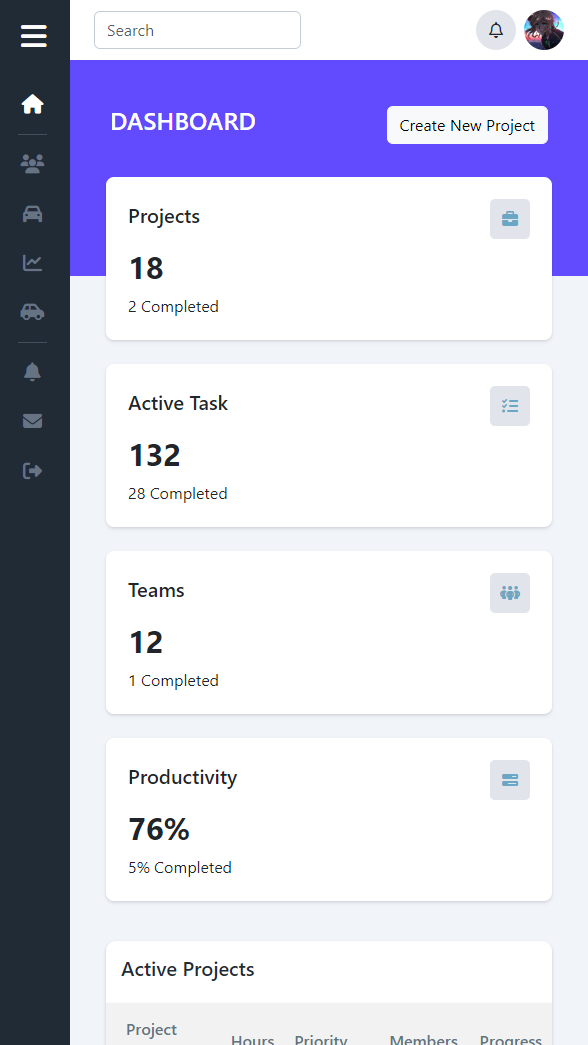 Search
DASHBOARD
Create New Project
Projects
18
2 Completed
Active Task
132
28 Completed
Teams
12
1 Completed
Productivity
76%
5% Completed
Active Projects
Project
Hours Priority Members Progress